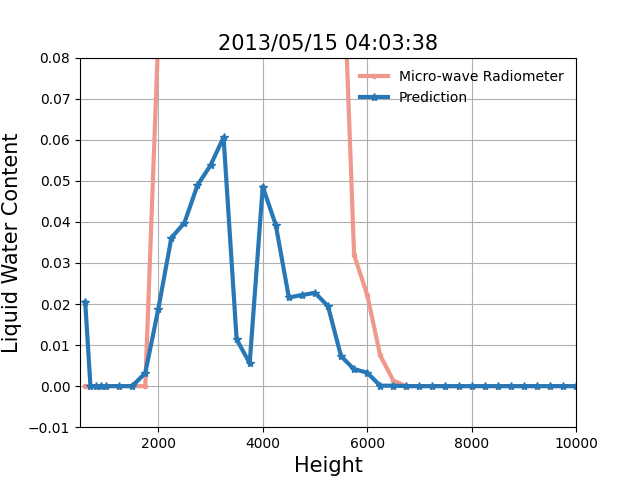 2013/05/15 04:03:38
Micro-wave Radiometer
Prediction
Liquid Water Content
0.08
0.07
0.06
0.05
0.04
0.03
0.02
0.01
0.00
−0.01
2000 4000 6000 8000 10000
Height